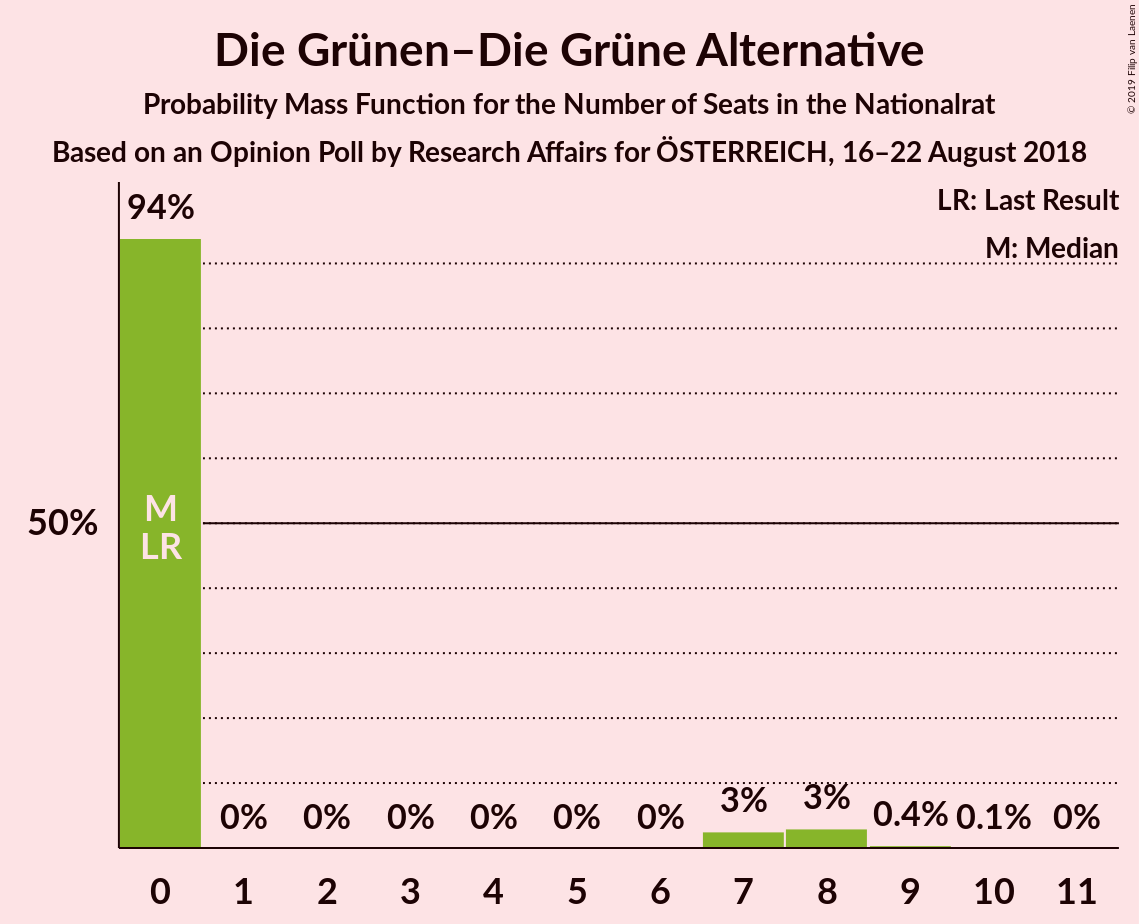 Die Grünen–Die Grüne Alternative
Probability Mass Function for the Number of Seats in the Nationalrat
Based on an Opinion Poll by Research Affairs for ÖSTERREICH, 16–22 August 2018
© 2019 Filip van Laenen
LR: Last Result
M: Median
94%
M
LR
50%
0% 0% 0% 0% 0% 0% 3% 3% 0.4% 0.1% 0%
0 1 2 3 4 5 6 7 8 9 10 11